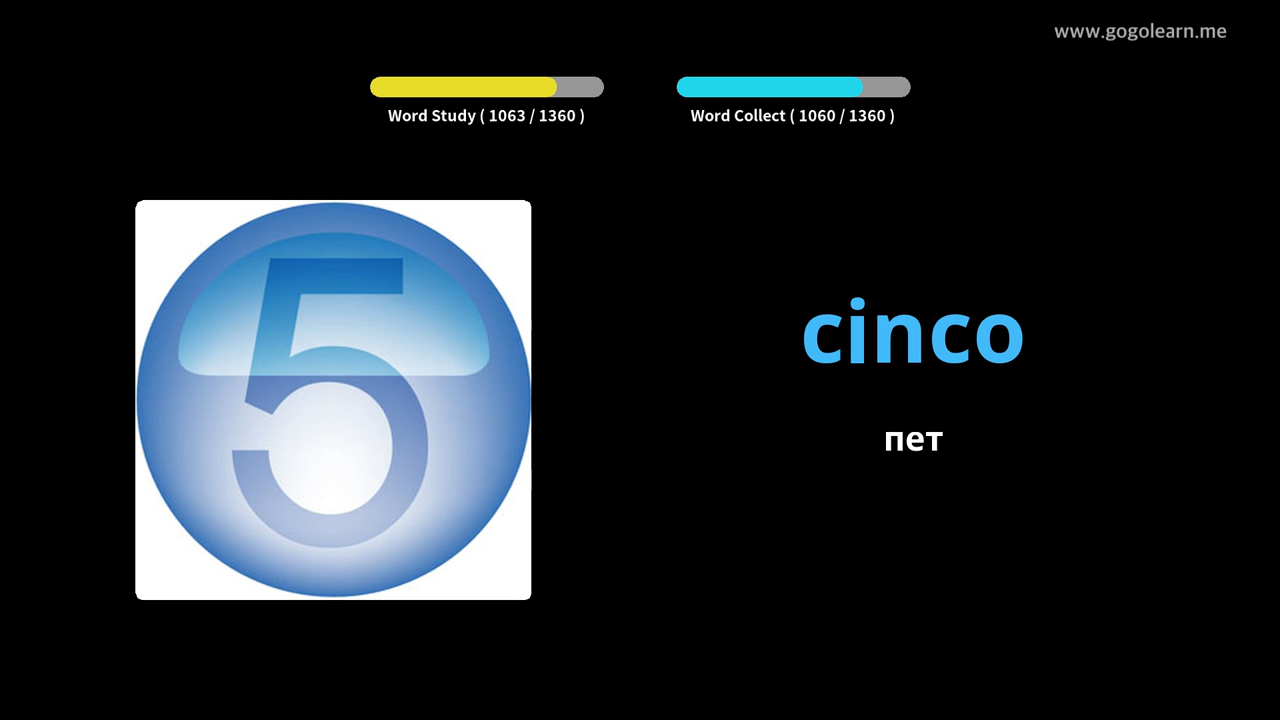 www.gogolearn.me
Word Study ( 1063 / 1360 )
Word Collect ( 1060 / 1360 )
5
cinco
пет